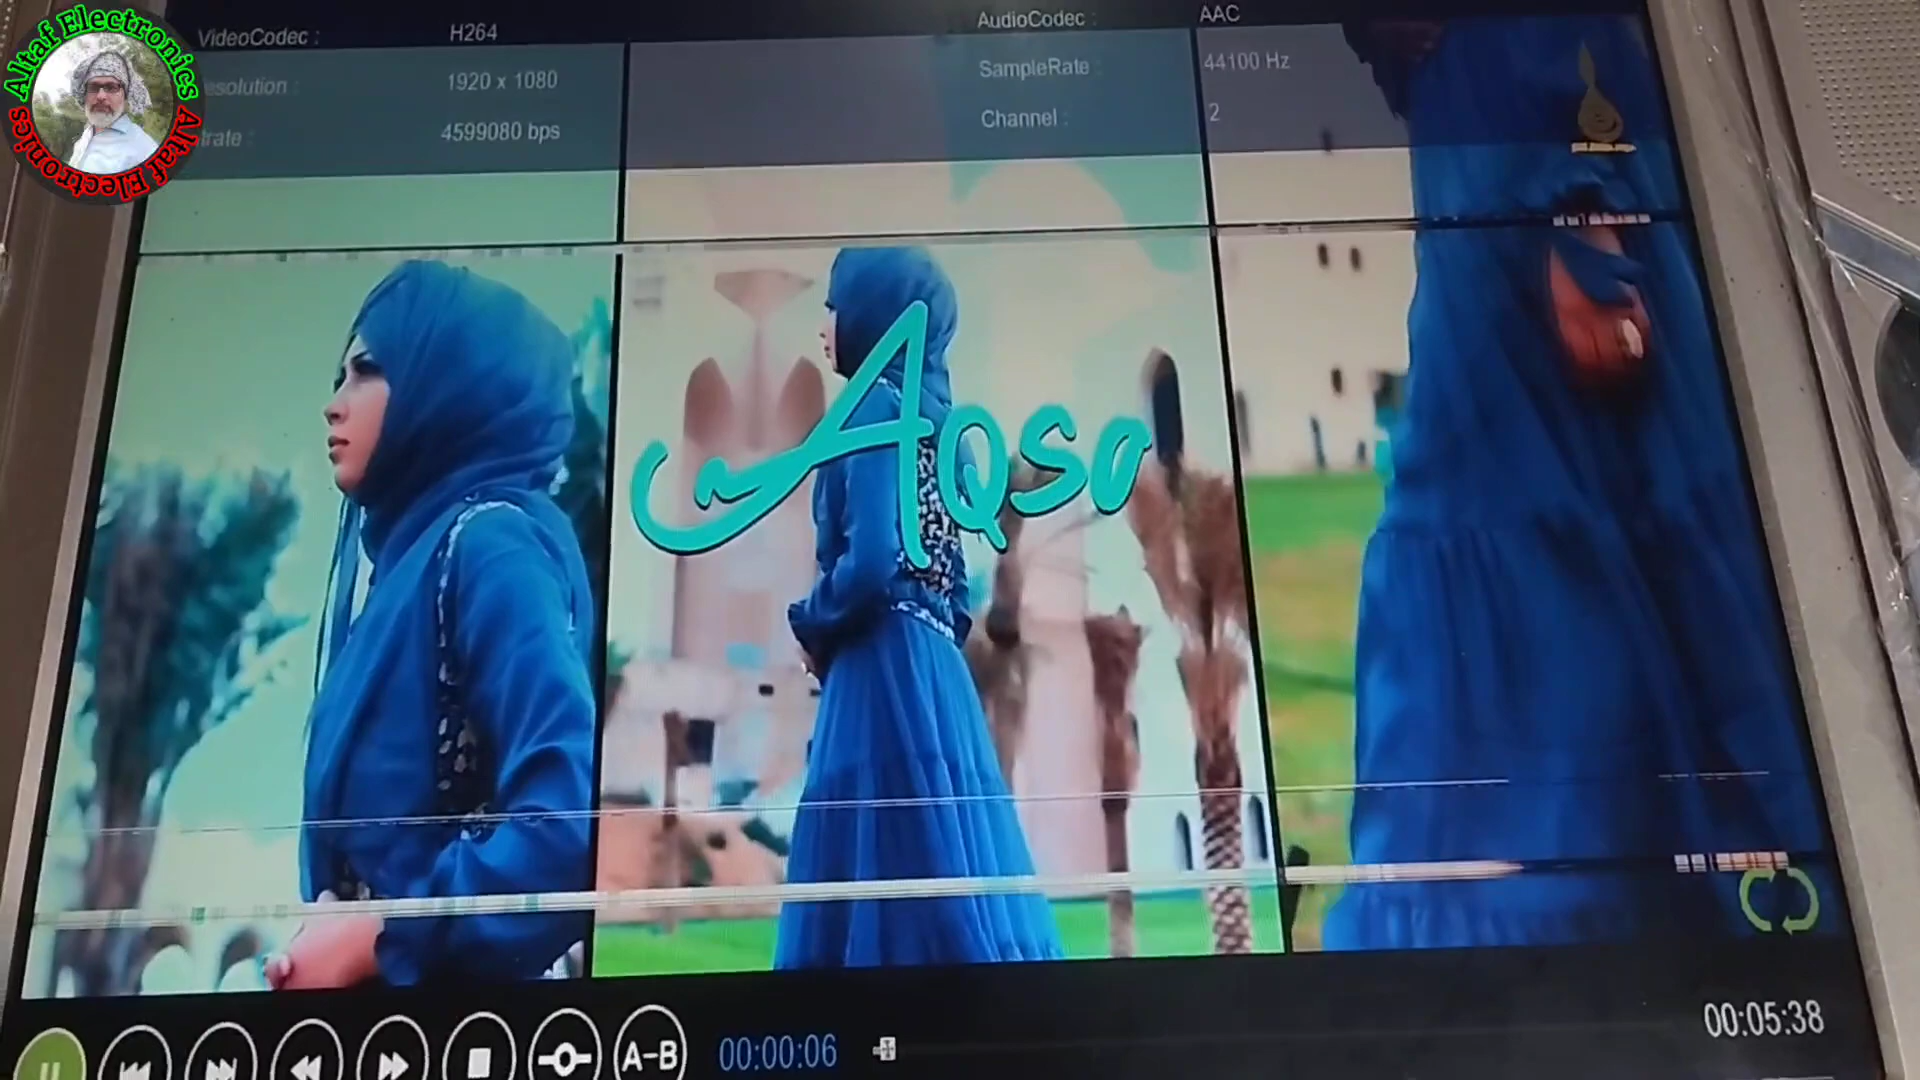 Altaf Electronics Altaf Electronics
VideoCodec : H264
esolution : 1920 x 1080
trate : 4599080 bps
AudioCodec : AAC
SampleRate : 44100 Hz
Channel : 2
Aqsa
A-B
00:00:06
00:05:38